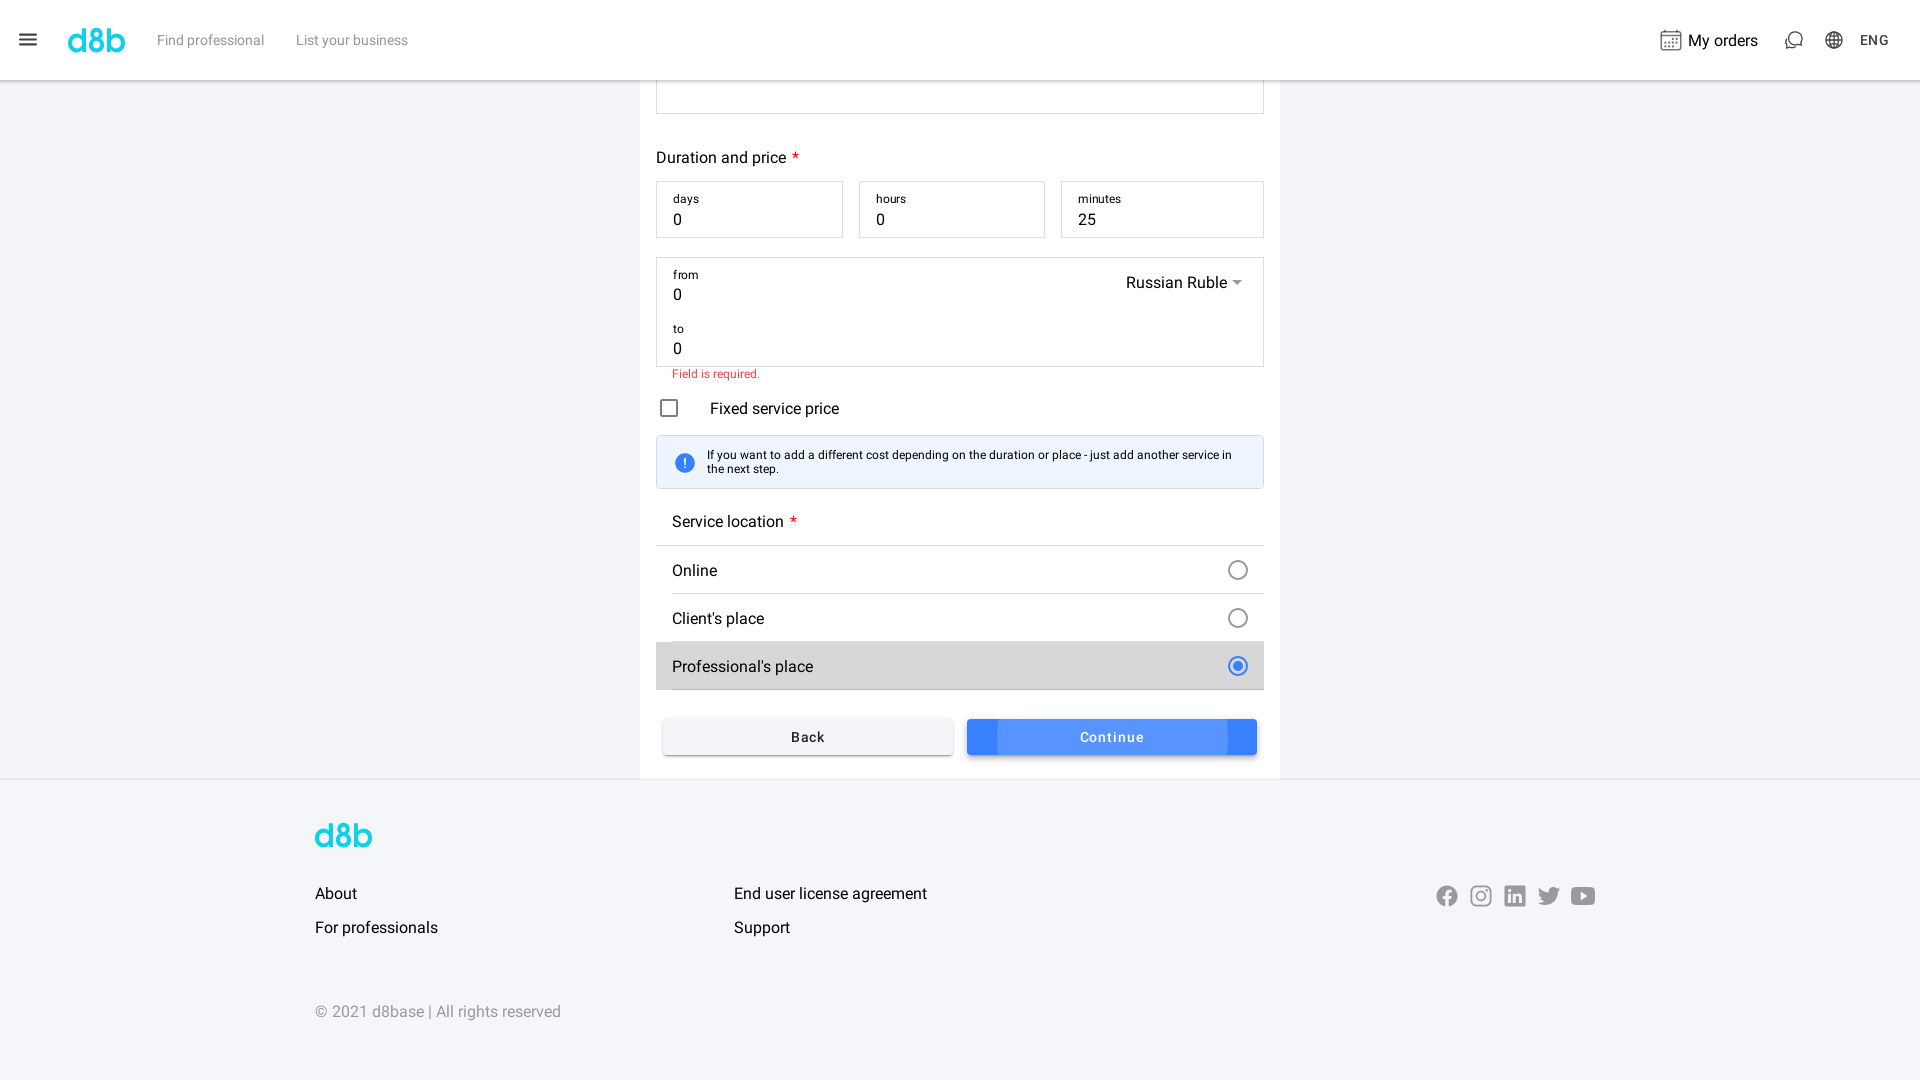 d8b
Find professional
List your business
My orders
ENG
Duration and price *
days
0
hours
0
minutes
25
from
0
Russian Ruble
to
0
Field is required.
Fixed service price
If you want to add a different cost depending on the duration or place - just add another service in
the next step.
Service location *
Online
Client's place
Professional's place
Back
Continue
d8b
About
End user license agreement
For professionals
Support
© 2021 d8base | All rights reserved